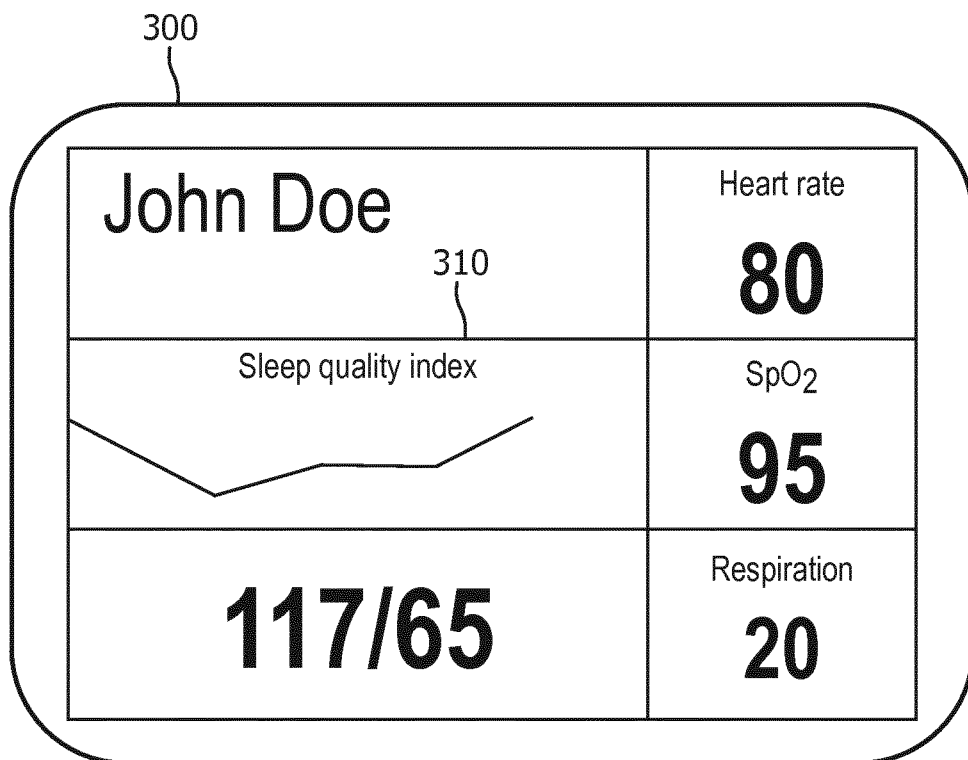 300
John Doe
Heart rate
80
310
Sleep quality index
SpO2
95
117/65
Respiration
20